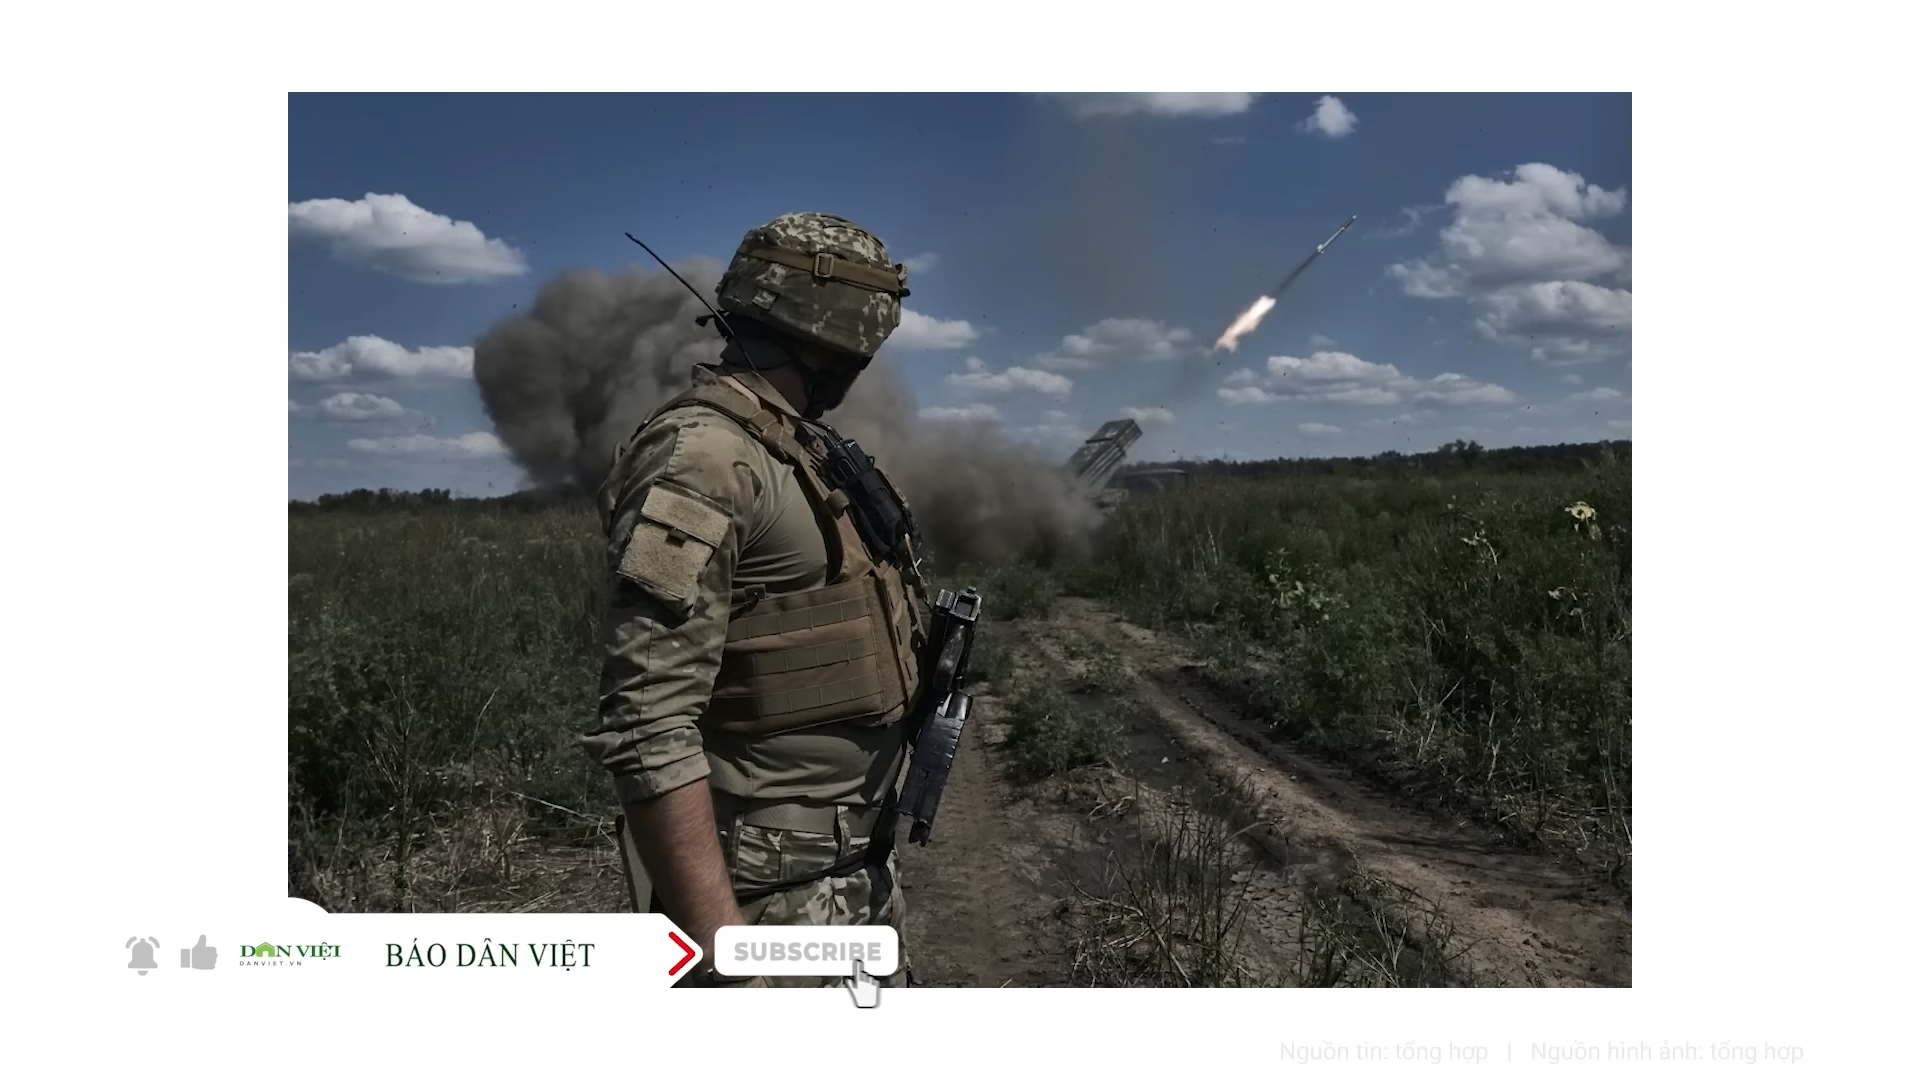 DÂN VIỆT
DANVIET.VN
BÁO DÂN VIỆT
SUBSCRIBE
Nguồn tin: tổng hợp | Nguồn hình ảnh: tổng hợp